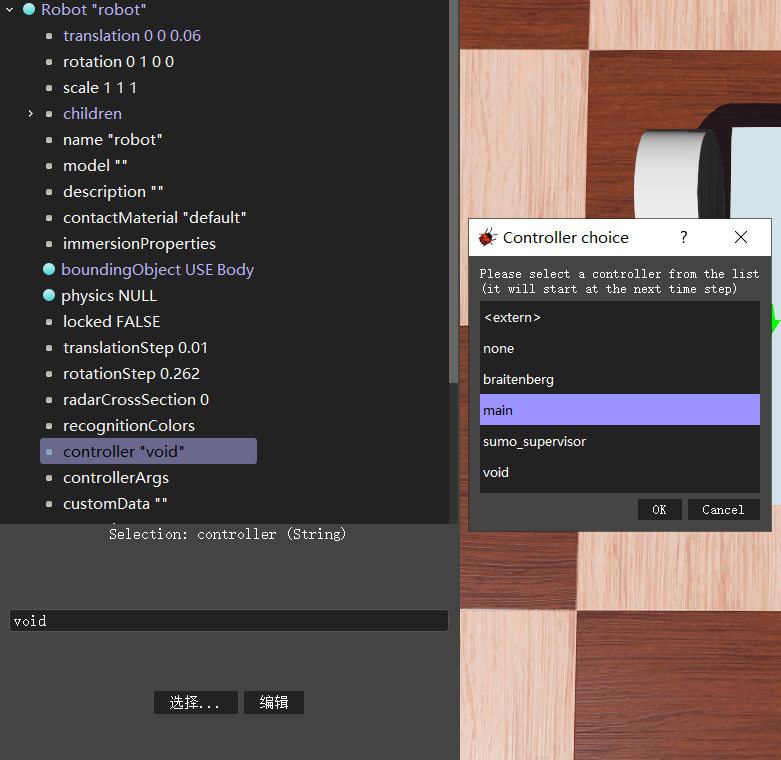 Robot "robot"
translation 0 0 0.06
rotation 0 1 0 0
scale 1 1 1
children
name "robot"
model ""
description ""
contactMaterial "default"
immersionProperties
boundingObject USE Body
physics NULL
locked FALSE
translationStep 0.01
rotationStep 0.262
radarCrossSection 0
recognitionColors
controller "void"
controllerArgs
customData ""
Selection: controller (String)
void
选择...
编辑
Controller choice
?
Please select a controller from the list
(it will start at the next time step)
<extern>
none
braitenberg
main
sumo_supervisor
void
OK
Cancel